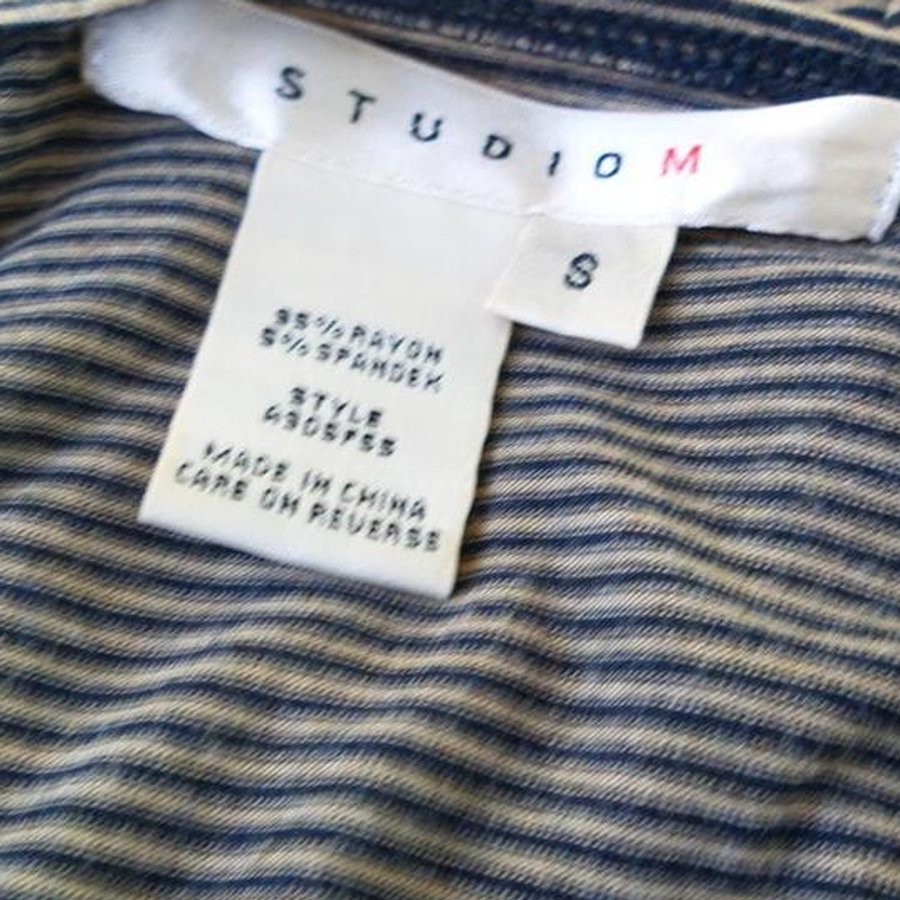 STUDIO M
S
95% RAYON
5% SPANDEX
STYLE
MADE IN CHINA
CARE ON REVERSE